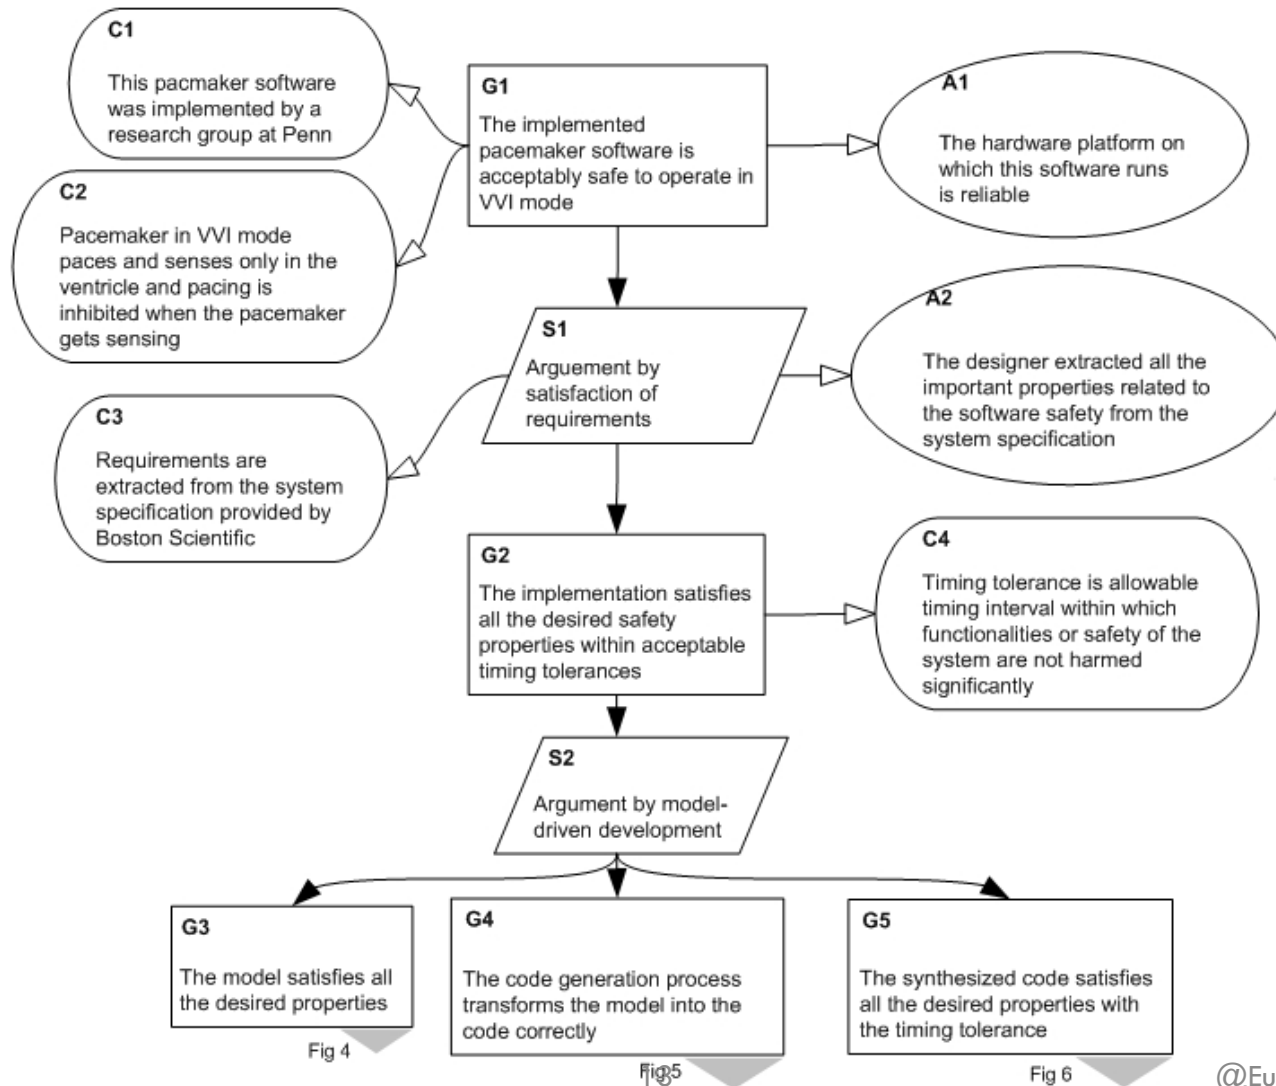 C1
This pacmaker software
was implemented by a
research group at Penn
G1
The implemented
pacemaker software is
acceptably safe to operate in
VVI mode
A1
The hardware platform on
which this software runs
is reliable
C2
Pacemaker in VVI mode
paces and senses only in the
ventricle and pacing is
inhibited when the pacemaker
gets sensing
S1
Arguement by
satisfaction of
requirements
A2
The designer extracted all the
important properties related to
the software safety from the
system specification
C3
Requirements are
extracted from the system
specification provided by
Boston Scientific
G2
The implementation satisfies
all the desired safety
properties within acceptable
timing tolerances
C4
Timing tolerance is allowable
timing interval within which
functionalities or safety of the
system are not harmed
significantly
S2
Argument by model-
driven development
G3
The model satisfies all
the desired properties
Fig 4
G4
The code generation process
transforms the model into the
code correctly
Fig 5
G5
The synthesized code satisfies
all the desired properties with
the timing tolerance
Fig 6
@Eu